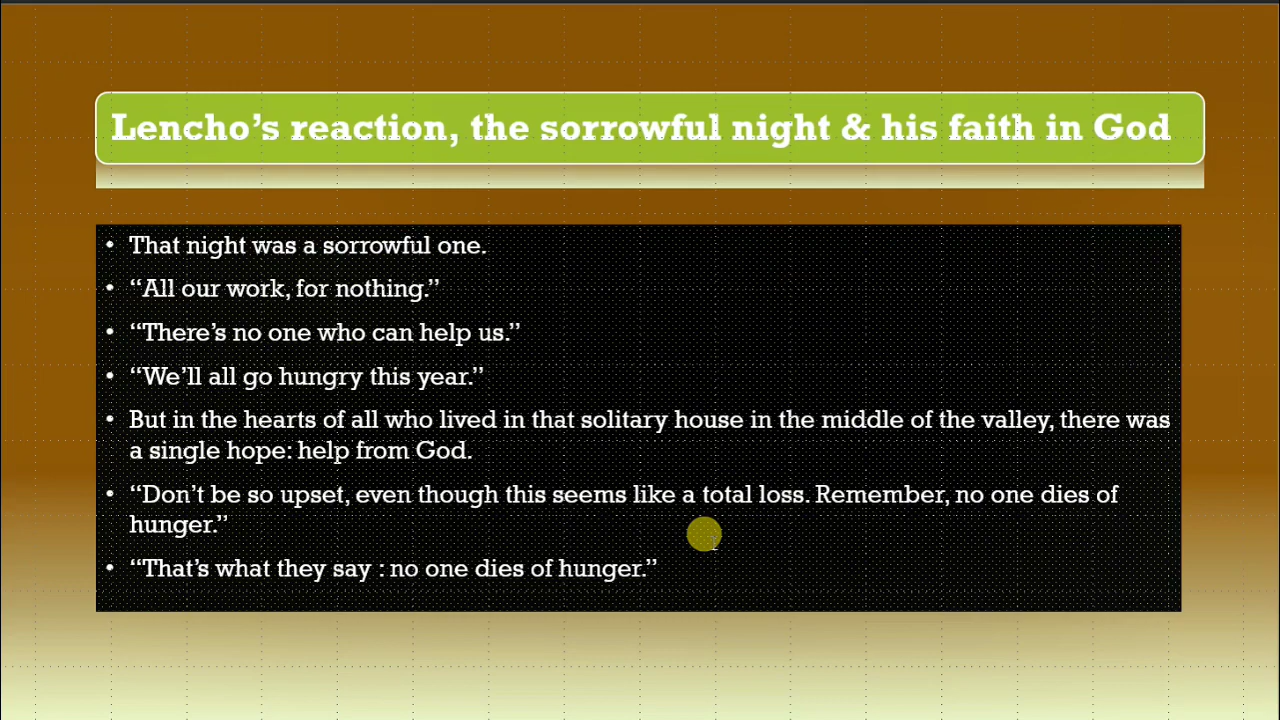 Lencho’s reaction, the sorrowful night & his faith in God
• That night was a sorrowful one.
• “All our work, for nothing.”
• “There’s no one who can help us.”
• “We’ll all go hungry this year.”
• But in the hearts of all who lived in that solitary house in the middle of the valley, there was
a single hope: help from God.
• “Don’t be so upset, even though this seems like a total loss. Remember, no one dies of
hunger.”
• “That’s what they say : no one dies of hunger.”